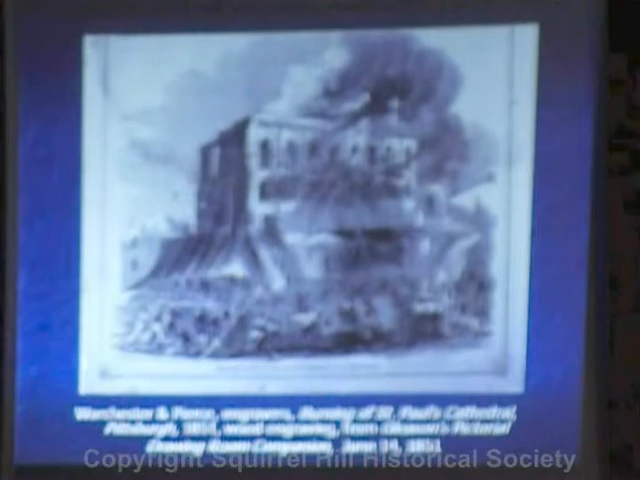 Worchester & Pierce, engravers, Burning of St. Paul's Cathedral,
Pittsburgh, 1851, wood engraving, from Gleason's Pictorial
Drawing Room Companion, June 14, 1851
Copyright Squirrel Hill Historical Society